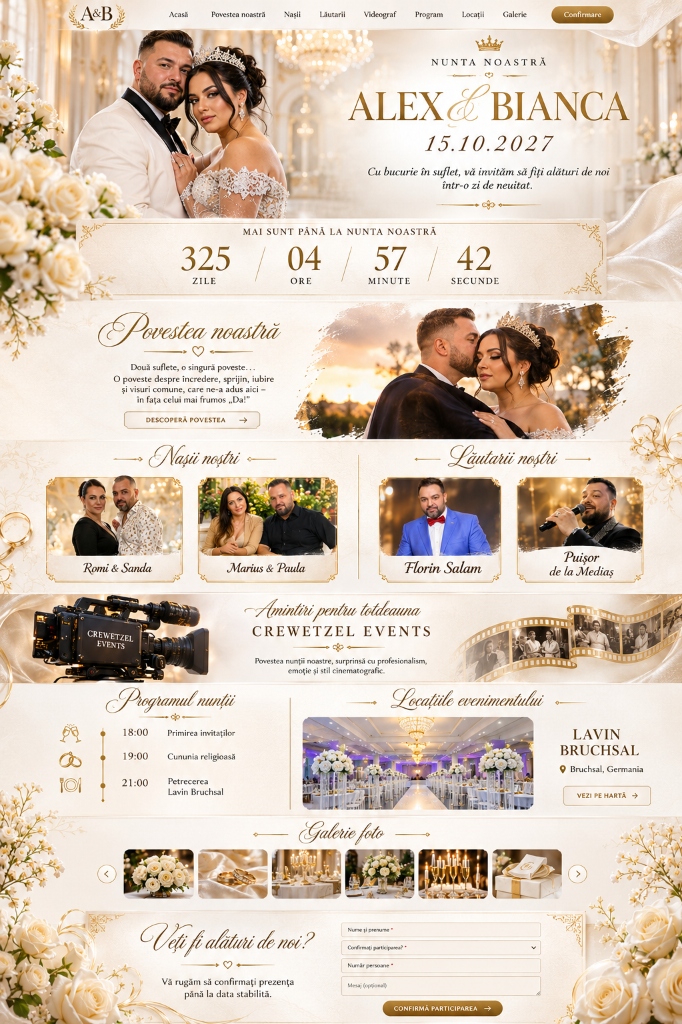 A&B
Acasă
Povestea noastră
Nașii
Lăutarii
Videograf
Program
Locații
Galerie
Confirmare
NUNTA NOASTRĂ
ALEX & BIANCA
15.10.2027
Cu bucurie în suflet, vă invităm să fiți alături de noi
într-o zi de neuitat.
MAI SUNT PÂNĂ LA NUNTA NOASTRĂ
325 04 57 42
ZILE ORE MINUTE SECUNDE
Povestea noastră
Două suflete, o singură poveste...
O poveste despre încredere, sprijin, iubire
și visuri comune, care ne-a adus aici –
în fața celui mai frumos „Da!”
DESCOPERĂ POVESTEA →
Nașii noștri
Romi & Sanda
Marius & Paula
Lăutarii noștri
Florin Salam
Puișor
de la Mediaș
CREWETZEL
EVENTS
Amintiri pentru totdeauna
CREWETZEL EVENTS
Povestea nunții noastre, surprinsă cu profesionalism,
emoție și stil cinematografic.
Programul nunții
18:00 Primirea invitaților
19:00 Cununia religioasă
21:00 Petrecerea
Lavin Bruchsal
Locațiile evenimentului
LAVIN
BRUCHSAL
Bruchsal, Germania
VEZI PE HARTĂ →
Galerie foto
Veți fi alături de noi?
Vă rugăm să confirmați prezența
până la data stabilită.
Nume și prenume *
Confirmați participarea? *
Număr persoane *
Mesaj (opțional)
CONFIRMĂ PARTICIPAREA →